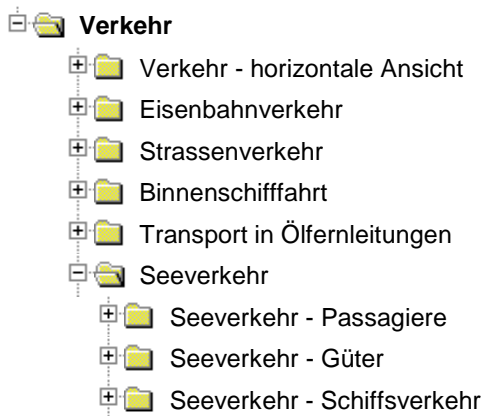 Verkehr
Verkehr - horizontale Ansicht
Eisenbahnverkehr
Strassenverkehr
Binnenschifffahrt
Transport in Ölfernleitungen
Seeverkehr
Seeverkehr - Passagiere
Seeverkehr - Güter
Seeverkehr - Schiffsverkehr